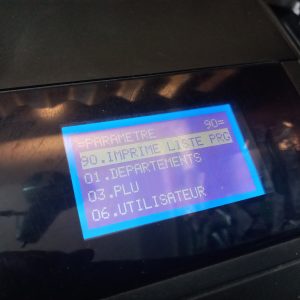 =PARAMETRE 90=
90.IMPRIME LISTE PRG
01.DEPARTEMENTS
03.PLU
06.UTILISATEUR